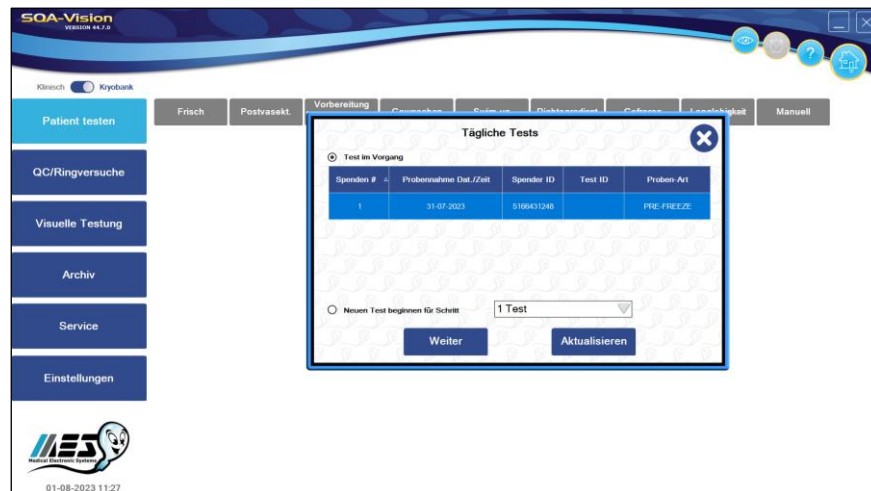 SQA-Vision
VERSION 44.7.0
?
Klinisch Kryobank
Patient testen
QC/Ringversuche
Visuelle Testung
Archiv
Service
Einstellungen
MES
Medical Electronic Systems
01-08-2023 11:27
Frisch Postvasekt. Vorbereitung Manuell
Tägliche Tests
Test im Vorgang
Spenden # Probennahme Dat./Zeit Spender ID Test ID Proben-Art
1 31-07-2023 5166431248 PRE-FREEZE
Neuen Test beginnen für Schritt 1 Test
Weiter Aktualisieren